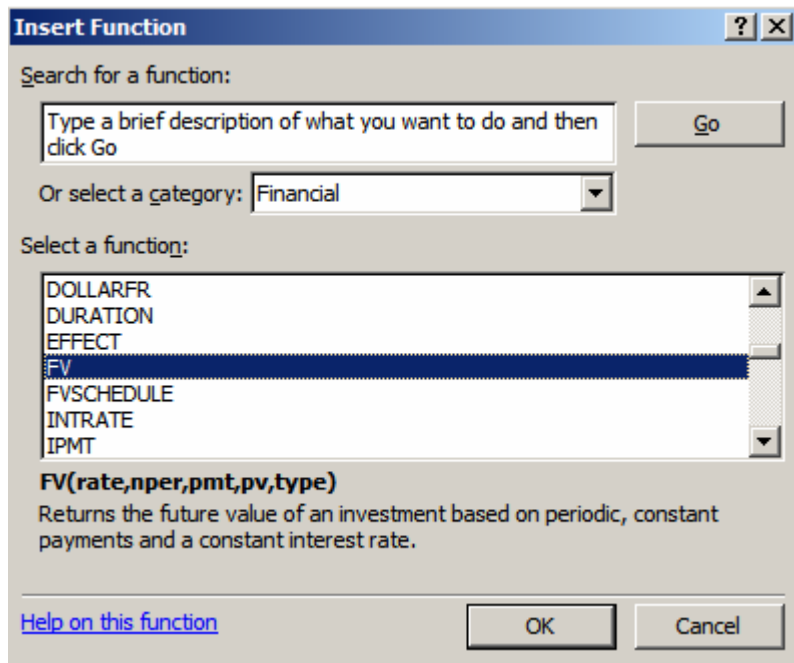 Insert Function
Search for a function:
Type a brief description of what you want to do and then
click Go
Go
Or select a category: Financial
Select a function:
DOLLARFR
DURATION
EFFECT
FV
FVSCHEDULE
INTRATE
IPMT
FV(rate,nper,pmt,pv,type)
Returns the future value of an investment based on periodic, constant
payments and a constant interest rate.
Help on this function
OK
Cancel